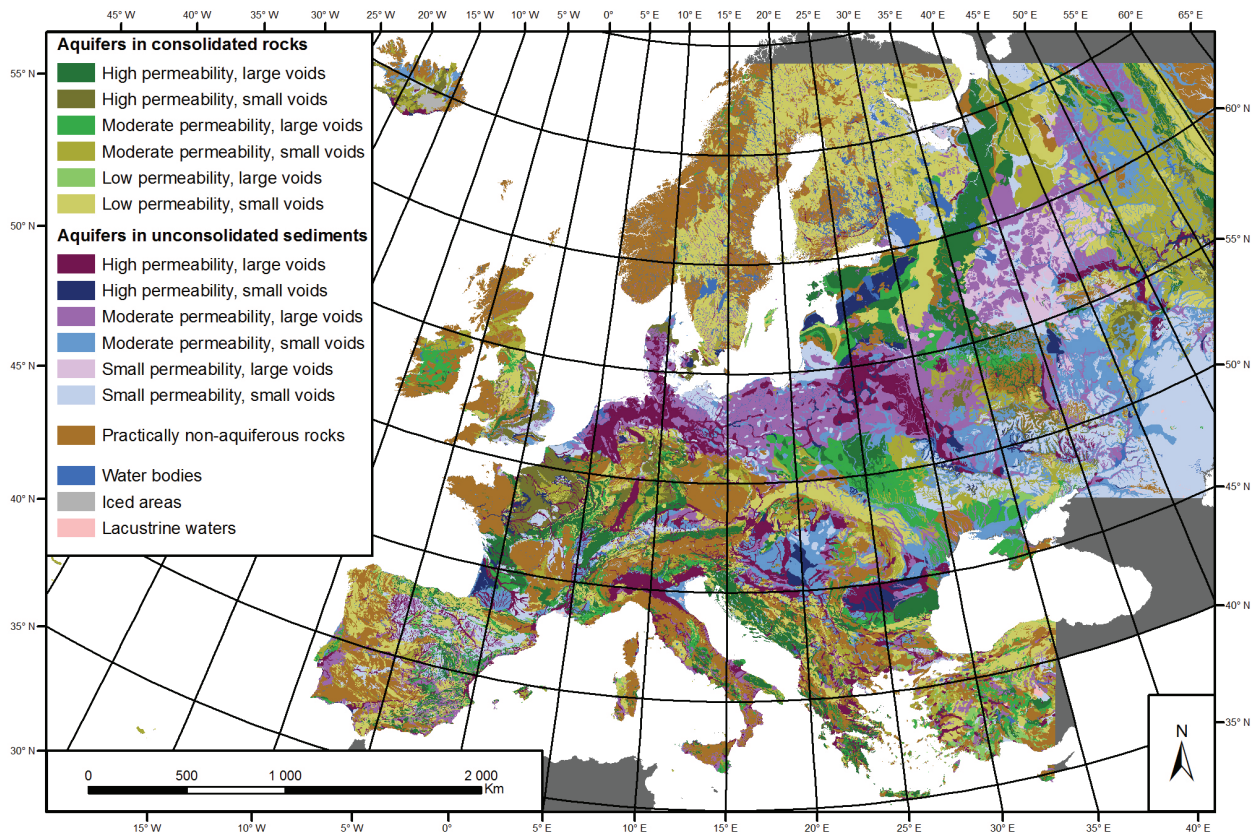 45° W 40° W 35° W 30° W 25° W 20° W 15° W 10° W 5° W 0° 5° E 10° E 15° E 20° E 25° E 30° E 35° E 40° E 45° E 50° E 55° E 60° E 65° E
Aquifers in consolidated rocks
High permeability, large voids
High permeability, small voids
Moderate permeability, large voids
Moderate permeability, small voids
Low permeability, large voids
Low permeability, small voids
Aquifers in unconsolidated sediments
High permeability, large voids
High permeability, small voids
Moderate permeability, large voids
Moderate permeability, small voids
Small permeability, large voids
Small permeability, small voids
Practically non-aquiferous rocks
Water bodies
Iced areas
Lacustrine waters
55° N
50° N
45° N
40° N
35° N
30° N
60° N
55° N
50° N
45° N
40° N
35° N
N
0 500 1 000 2 000
Km
15° W 10° W 5° W 0° 5° E 10° E 15° E 20° E 25° E 30° E 35° E 40° E